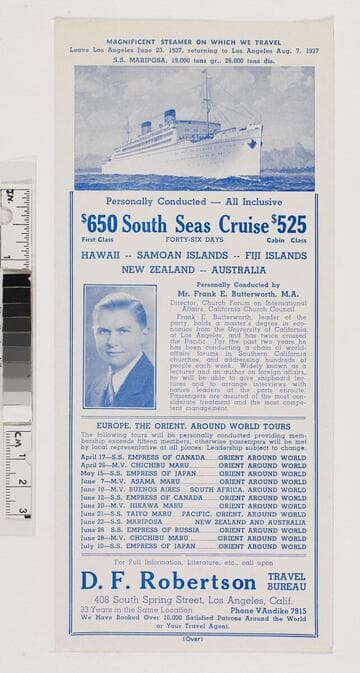 MAGNIFICENT STEAMER ON WHICH WE TRAVEL
Leave Los Angeles June 23, 1937, returning to Los Angeles Aug. 7, 1937
S.S. MARIPOSA, 19,000 tons gr., 26,000 tons dis.
Personally Conducted — All Inclusive
$650 South Seas Cruise $525
First Class FORTY-SIX DAYS Cabin Class
HAWAII -- SAMOAN ISLANDS -- FIJI ISLANDS
NEW ZEALAND -- AUSTRALIA
Personally Conducted by
Mr. Frank E. Butterworth, M.A.
Director, Church Forum on International
Affairs, California Church Council
Frank E. Butterworth, leader of the
party, holds a master's degree in eco-
nomics from the University of California
at Los Angeles, and has twice crossed
the Pacific. For the past two years he
has been conducting a chain of world-
affairs forums in Southern California
churches, and addressing hundreds of
people each week. Widely known as a
lecturer and an author on foreign affairs,
he will be able to give shipboard lec-
tures and to arrange interviews with
native leaders at the ports enroute.
Passengers are assured of the most con-
siderate treatment and the most compe-
tent management.
EUROPE, THE ORIENT, AROUND WORLD TOURS
The following tours will be personally conducted providing mem-
bership exceeds fifteen members, otherwise passengers will be met
by local representative at all places. Leadership subject to change.
April 17—S.S. EMPRESS OF CANADA ORIENT AROUND WORLD
April 26—M.V. CHICHIBU MARU ORIENT AROUND WORLD
May 15—S.S. EMPRESS OF JAPAN ORIENT AROUND WORLD
June 7—M.V. ASAMA MARU ORIENT AROUND WORLD
June 10—M.V. BUENOS AIRES SOUTH AFRICA, AROUND WORLD
June 12—S.S. EMPRESS OF CANADA ORIENT AROUND WORLD
June 20—M.V. HIKAWA MARU ORIENT AROUND WORLD
June 21—S.S. TAIYO MARU PACIFIC, ORIENT, AROUND WORLD
June 23—S.S. MARIPOSA NEW ZEALAND AND AUSTRALIA
June 26 S.S. EMPRESS OF RUSSIA ORIENT AROUND WORLD
June 28—M.V. CHICHIBU MARU ORIENT AROUND WORLD
July 10—S.S. EMPRESS OF JAPAN ORIENT AROUND WORLD
For Full Information, Literature, etc., call upon
D. F. Robertson TRAVEL BUREAU
408 South Spring Street, Los Angeles, Calif.
33 Years in the Same Location Phone VAndike 7915
We Have Booked Over 10,000 Satisfied Patrons Around the World
or Your Travel Agent.
(Over)
IN
1
2
CM
1
2
3